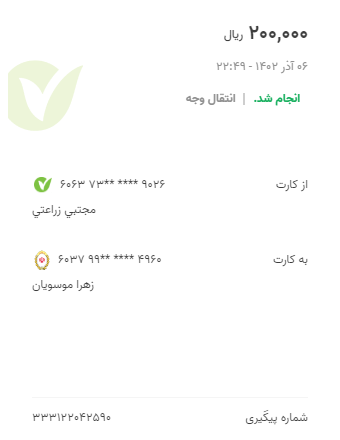 ۲۰۰,۰۰۰ ریال
۰۶ آذر ۱۴۰۲ - ۲۲:۴۹
انجام شد. | انتقال وجه
از کارت ۶۰۶۳ ۷۳** **** ۹۰۲۶
مجتبي زراعتي
به کارت ۶۰۳۷ ۹۹** **** ۴۹۶۰
زهرا موسویان
شماره پیگیری ۳۳۳۱۲۲۰۴۲۵۹۰